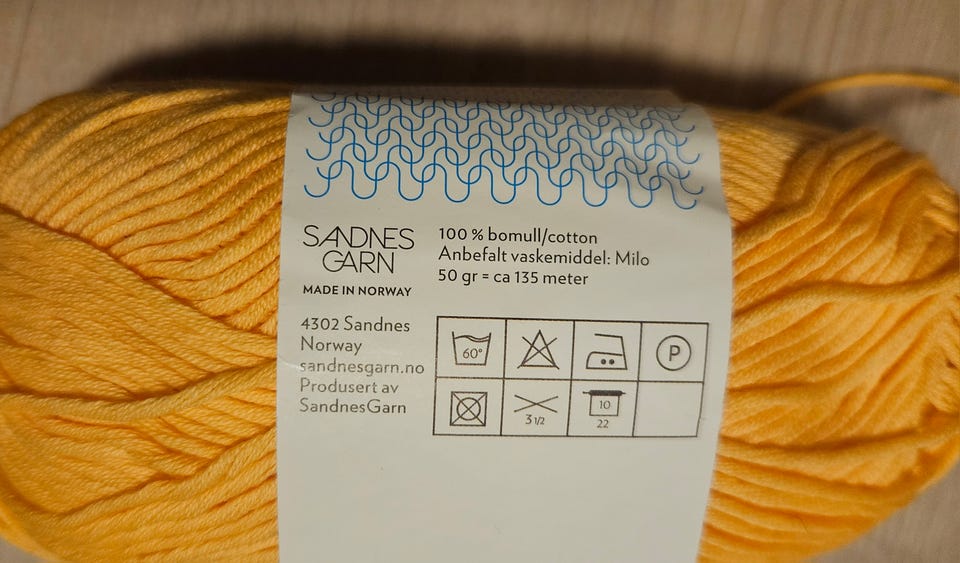 SANDNES
GARN
MADE IN NORWAY
4302 Sandnes
Norway
sandnesgarn.no
Produsert av
SandnesGarn
100 % bomull/cotton
Anbefalt vaskemiddel: Milo
50 gr = ca 135 meter
60°
P
3 1/2
10
22